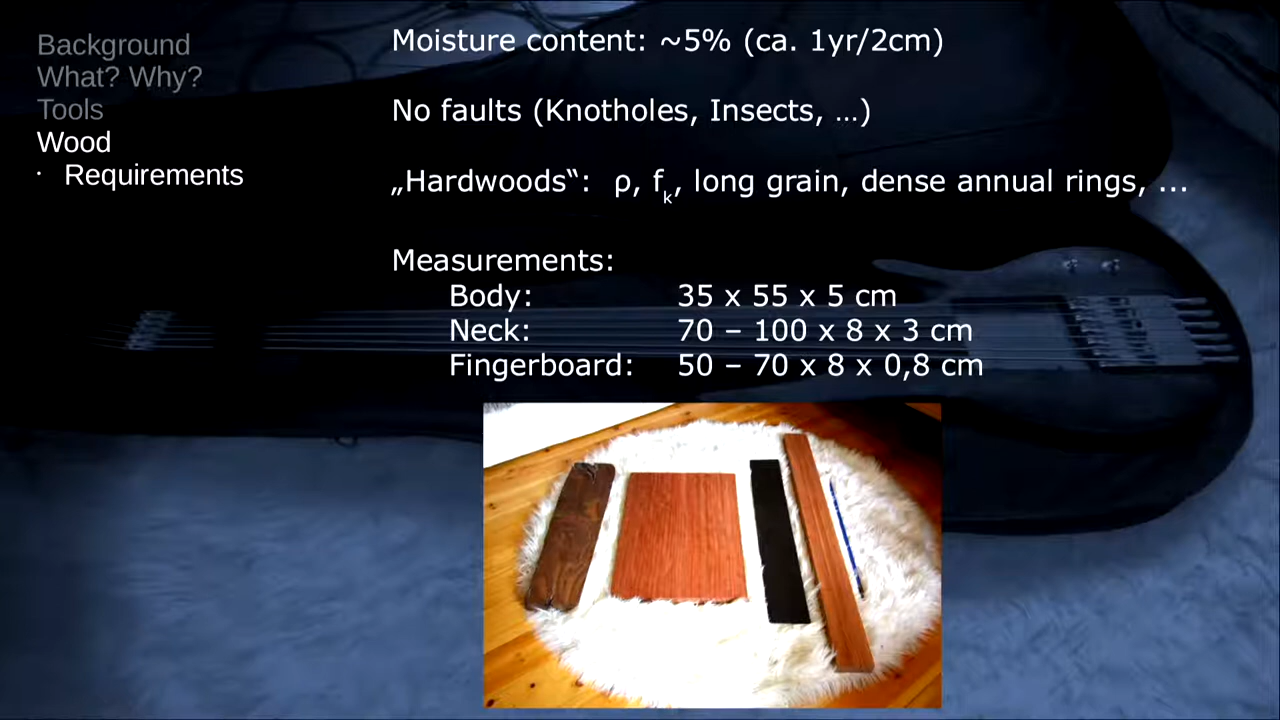 Background
What? Why?
Tools
Wood
· Requirements
Moisture content: ~5% (ca. 1yr/2cm)
No faults (Knotholes, Insects, …)
„Hardwoods“: ρ, fk, long grain, dense annual rings, ...
Measurements:
Body: 35 x 55 x 5 cm
Neck: 70 – 100 x 8 x 3 cm
Fingerboard: 50 – 70 x 8 x 0,8 cm